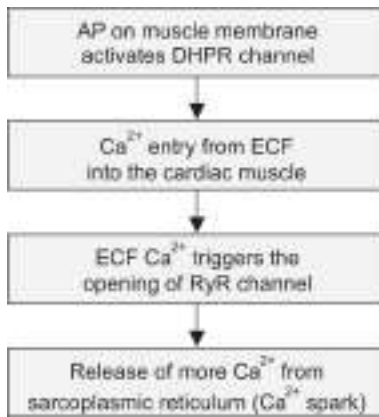 AP on muscle membrane
activates DHPR channel
Ca²⁺ entry from ECF
into the cardiac muscle
ECF Ca²⁺ triggers the
opening of RyR channel
Release of more Ca²⁺ from
sarcoplasmic reticulum (Ca²⁺ spark)